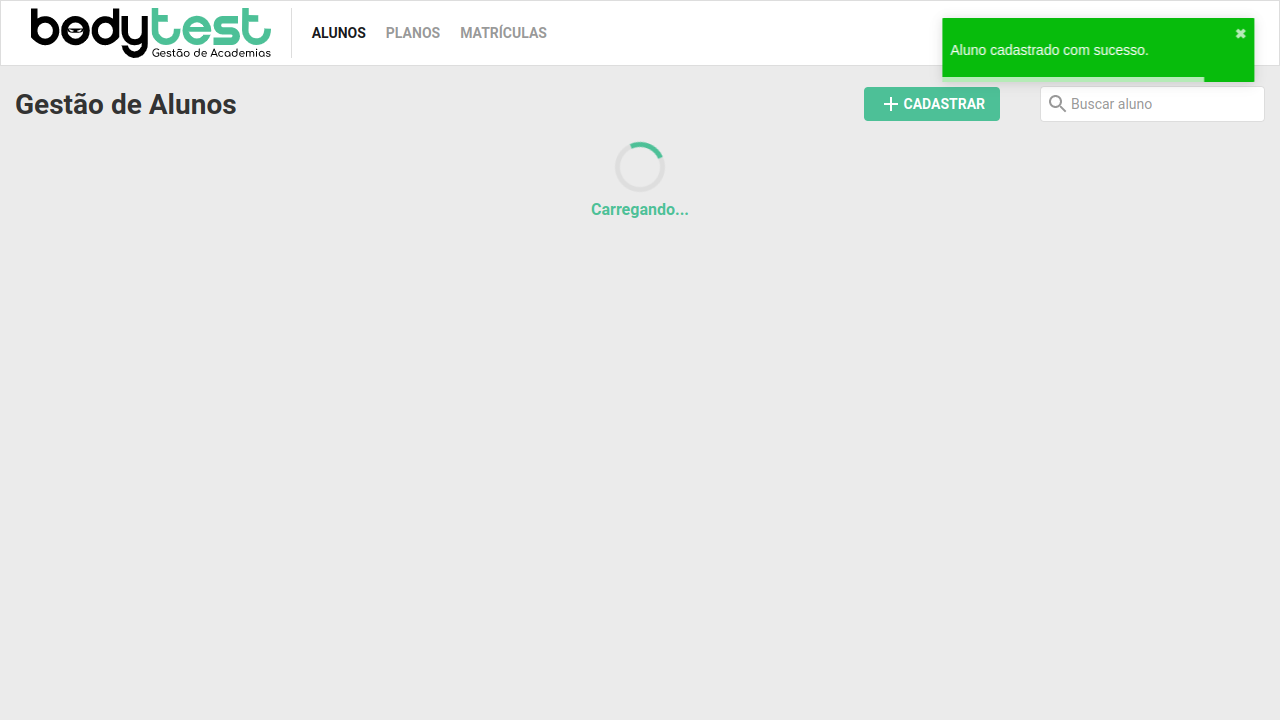 bodytest
Gestão de Academias
ALUNOS
PLANOS
MATRÍCULAS
Aluno cadastrado com sucesso.
Gestão de Alunos
CADASTRAR
Buscar aluno
Carregando...